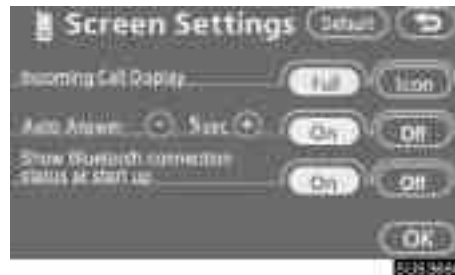 Screen Settings Default
Incoming Call Display Full Icon
Auto Answer - 5sec + On Off
Show Bluetooth connection
status at start up On Off
OK